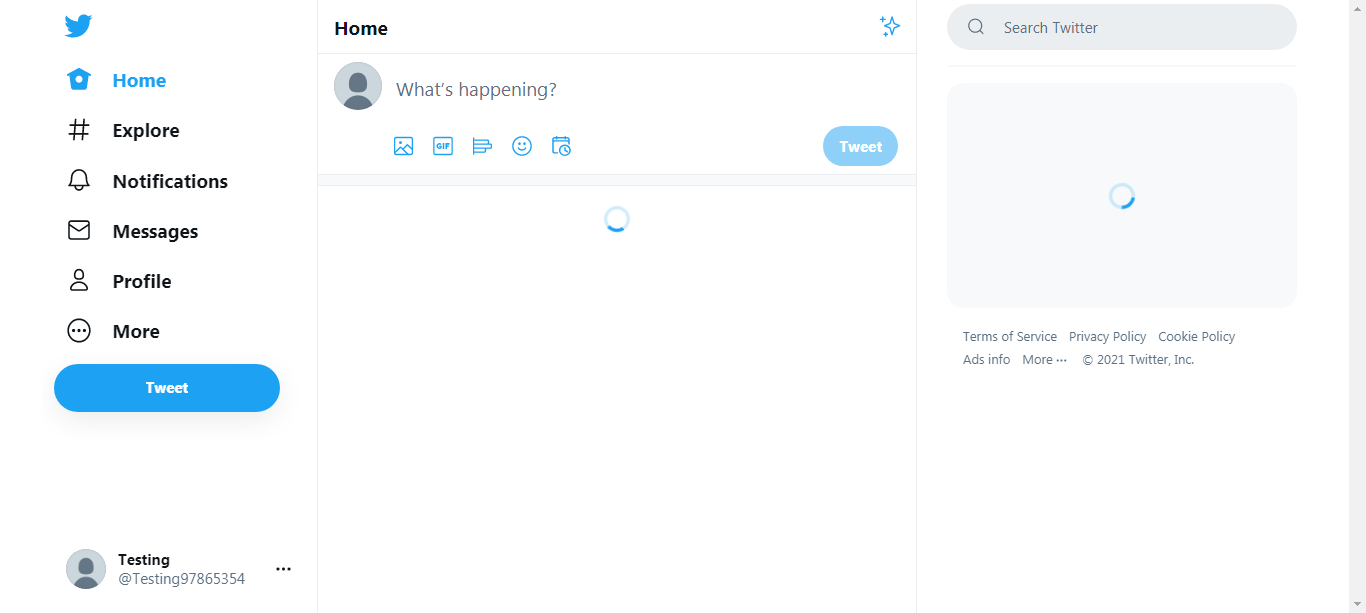 Home
Explore
Notifications
Messages
Profile
More
Tweet
Testing
@Testing97865354
Home
What's happening?
GIF
Tweet
Search Twitter
Terms of Service Privacy Policy Cookie Policy
Ads info More ··· © 2021 Twitter, Inc.